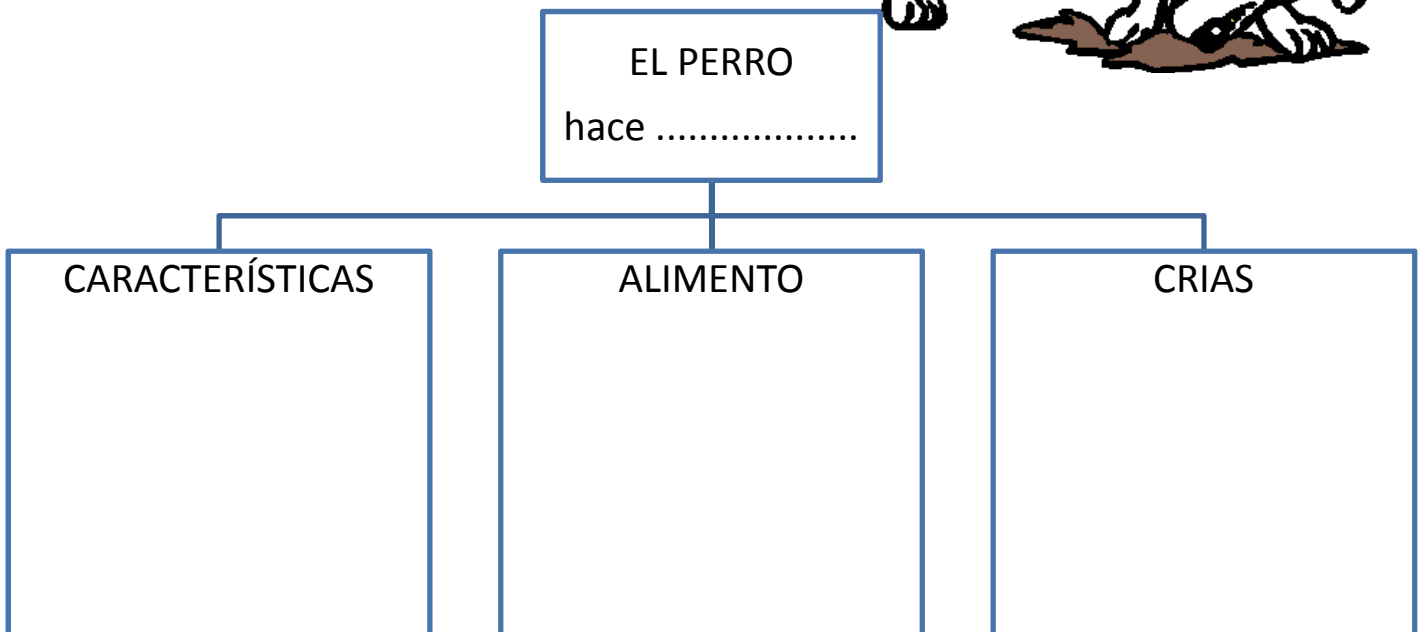 EL PERRO
hace ...................
CARACTERÍSTICAS
ALIMENTO
CRIAS